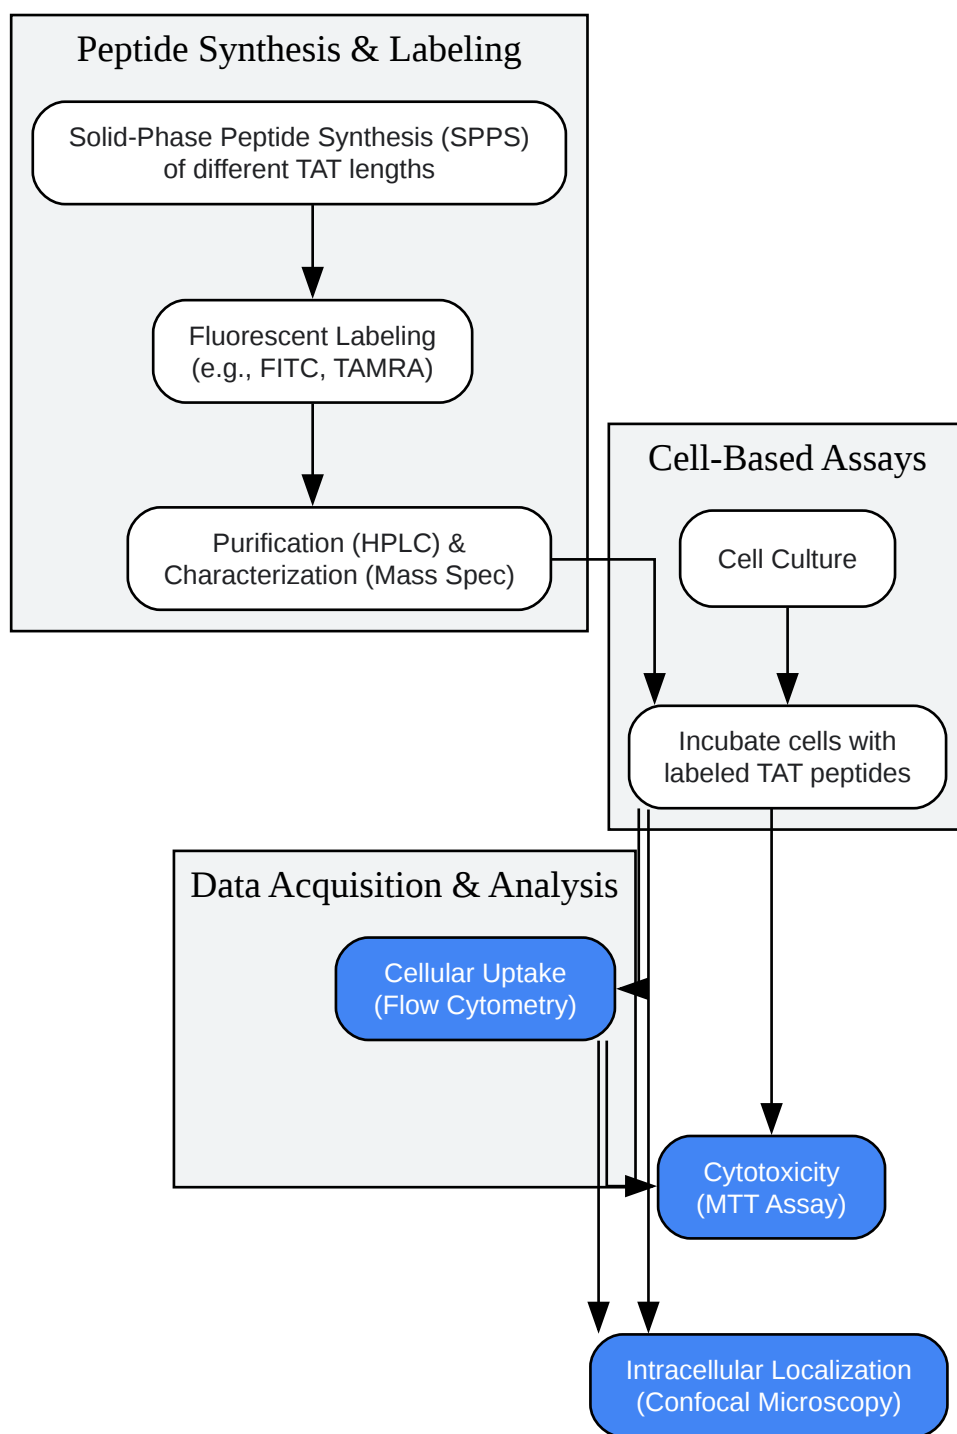 Peptide Synthesis & Labeling
Solid-Phase Peptide Synthesis (SPPS)
of different TAT lengths
Fluorescent Labeling
(e.g., FITC, TAMRA)
Purification (HPLC) &
Characterization (Mass Spec)
Cell-Based Assays
Cell Culture
Incubate cells with
labeled TAT peptides
Data Acquisition & Analysis
Cellular Uptake
(Flow Cytometry)
Cytotoxicity
(MTT Assay)
Intracellular Localization
(Confocal Microscopy)